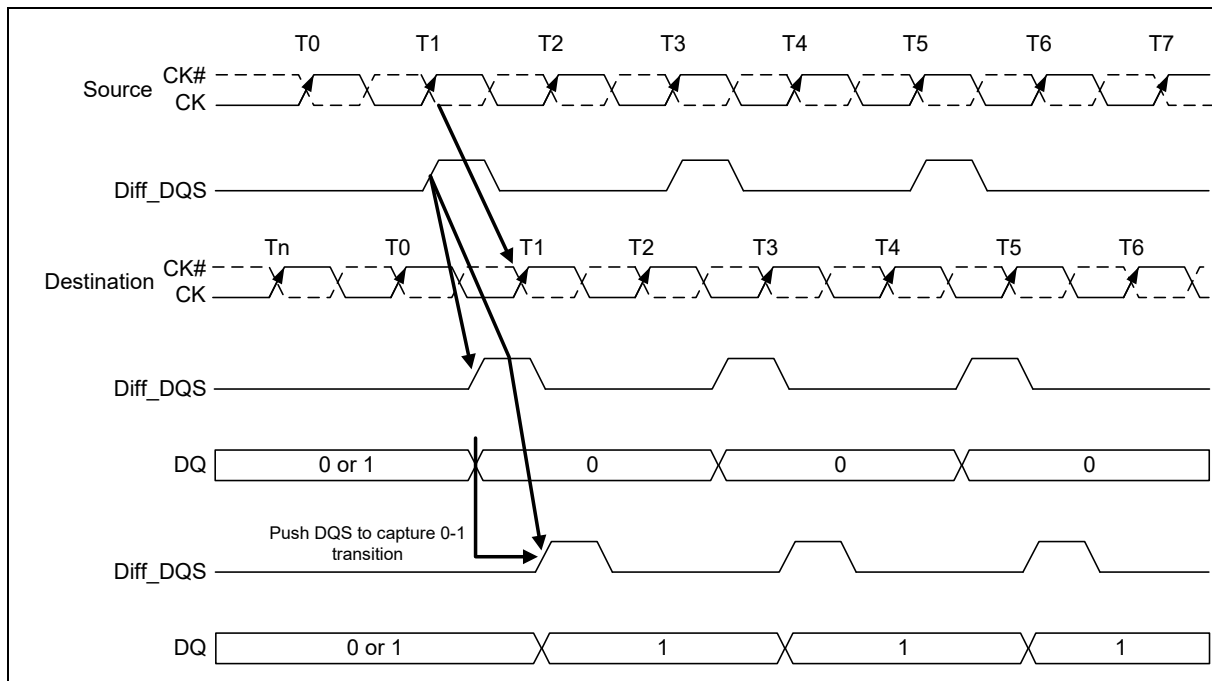 T0 T1 T2 T3 T4 T5 T6 T7
CK#
Source
CK
Diff_DQS
Tn T0 T1 T2 T3 T4 T5 T6
CK#
Destination
CK
Diff_DQS
DQ 0 or 1 0 0 0
Push DQS to capture 0-1
transition
Diff_DQS
DQ 0 or 1 1 1 1